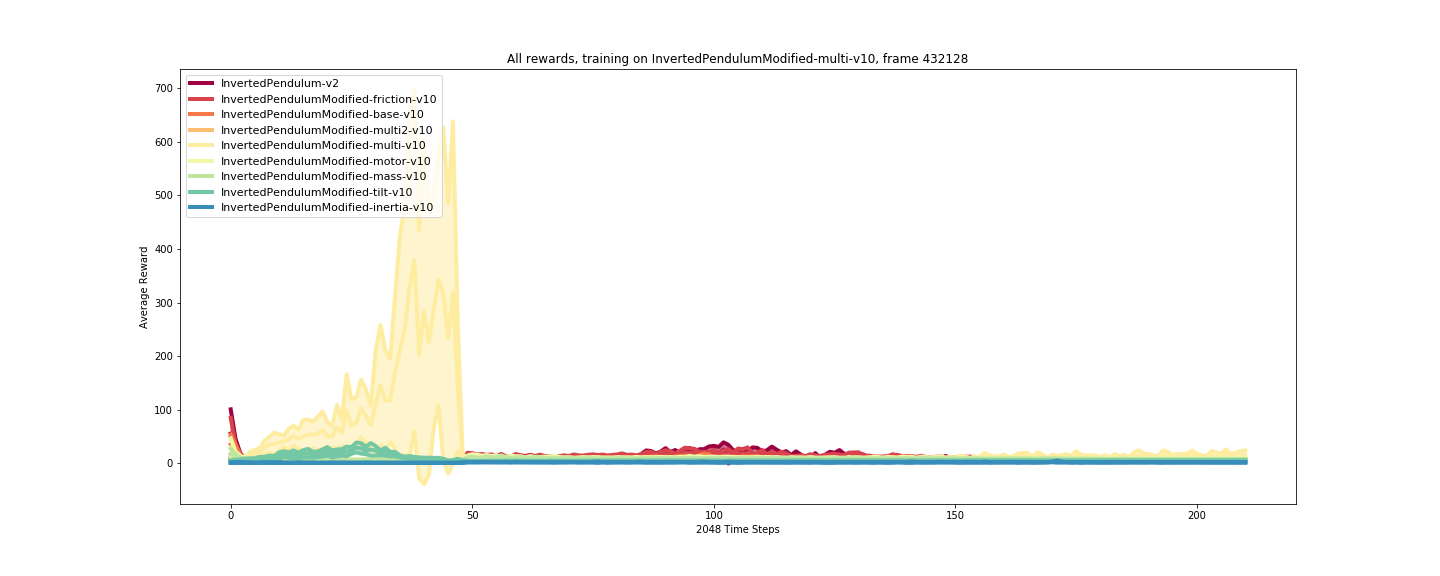 All rewards, training on InvertedPendulumModified-multi-v10, frame 432128
InvertedPendulum-v2
InvertedPendulumModified-friction-v10
InvertedPendulumModified-base-v10
InvertedPendulumModified-multi2-v10
InvertedPendulumModified-multi-v10
InvertedPendulumModified-motor-v10
InvertedPendulumModified-mass-v10
InvertedPendulumModified-tilt-v10
InvertedPendulumModified-inertia-v10
700
600
500
400
300
200
100
0
Average Reward
0 50 100 150 200
2048 Time Steps